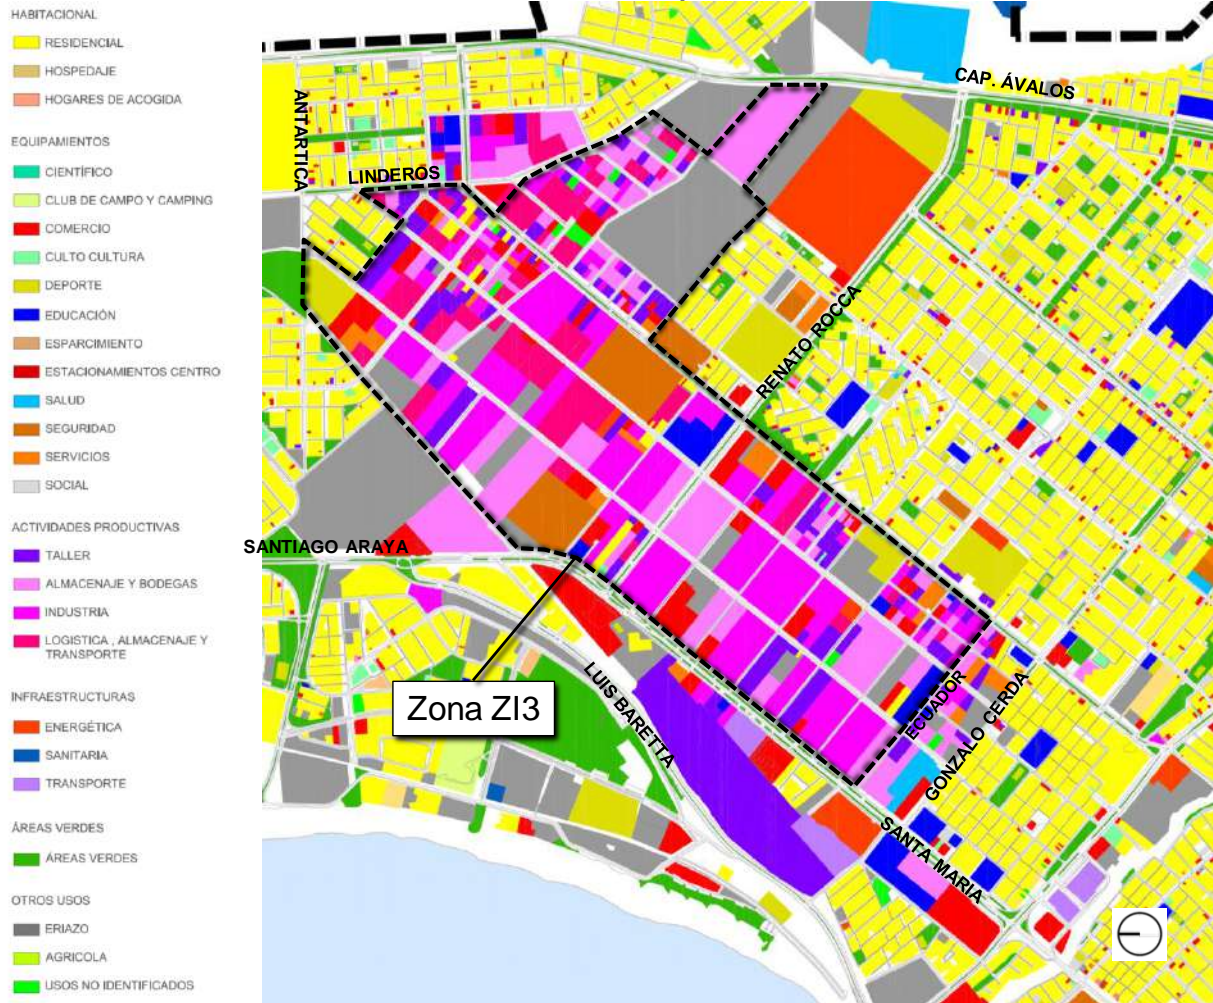 HABITACIONAL
RESIDENCIAL
HOSPEDAJE
HOGARES DE ACOGIDA
EQUIPAMIENTOS
CIENTÍFICO
CLUB DE CAMPO Y CAMPING
COMERCIO
CULTO CULTURA
DEPORTE
EDUCACIÓN
ESPARCIMIENTO
ESTACIONAMIENTOS CENTRO
SALUD
SEGURIDAD
SERVICIOS
SOCIAL
ACTIVIDADES PRODUCTIVAS
TALLER
ALMACENAJE Y BODEGAS
INDUSTRIA
LOGISTICA , ALMACENAJE Y
TRANSPORTE
INFRAESTRUCTURAS
ENERGÉTICA
SANITARIA
TRANSPORTE
ÁREAS VERDES
ÁREAS VERDES
OTROS USOS
ERIAZO
AGRICOLA
USOS NO IDENTIFICADOS
CAP. ÁVALOS
ANTARTICA
LINDEROS
RENATO ROCCA
SANTIAGO ARAYA
Zona ZI3
LUIS BARETTA
ECUADOR
GONZALO CERDA
SANTA MARIA